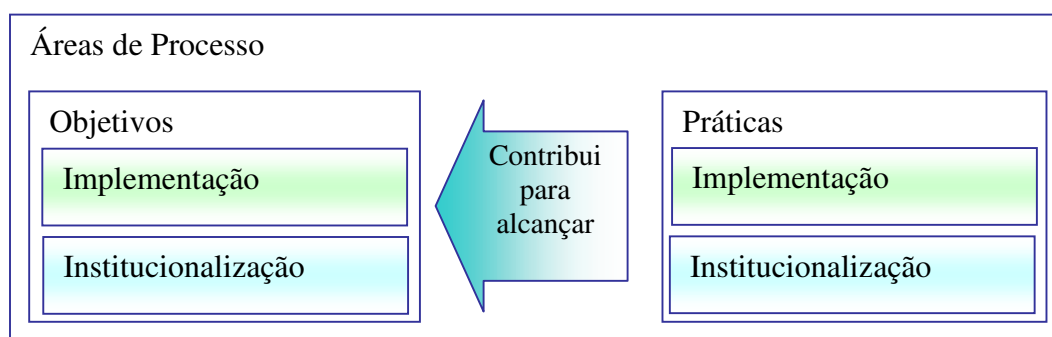 Áreas de Processo
Objetivos
Implementação
Institucionalização
Contribui
para
alcançar
Práticas
Implementação
Institucionalização